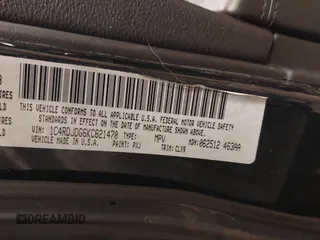 THIS VEHICLE CONFORMS TO ALL APPLICABLE U.S.A. FEDERAL MOTOR VEHICLE SAFETY
STANDARDS IN EFFECT ON THE DATE OF MANUFACTURE SHOWN ABOVE.
VIN: 1C4RDJDG6KC821470 TYPE: MPV MDH: 062512 463AA
VEHICLE MADE IN U.S.A. PAINT: PXJ TRIM: CLX9
DREAMBID